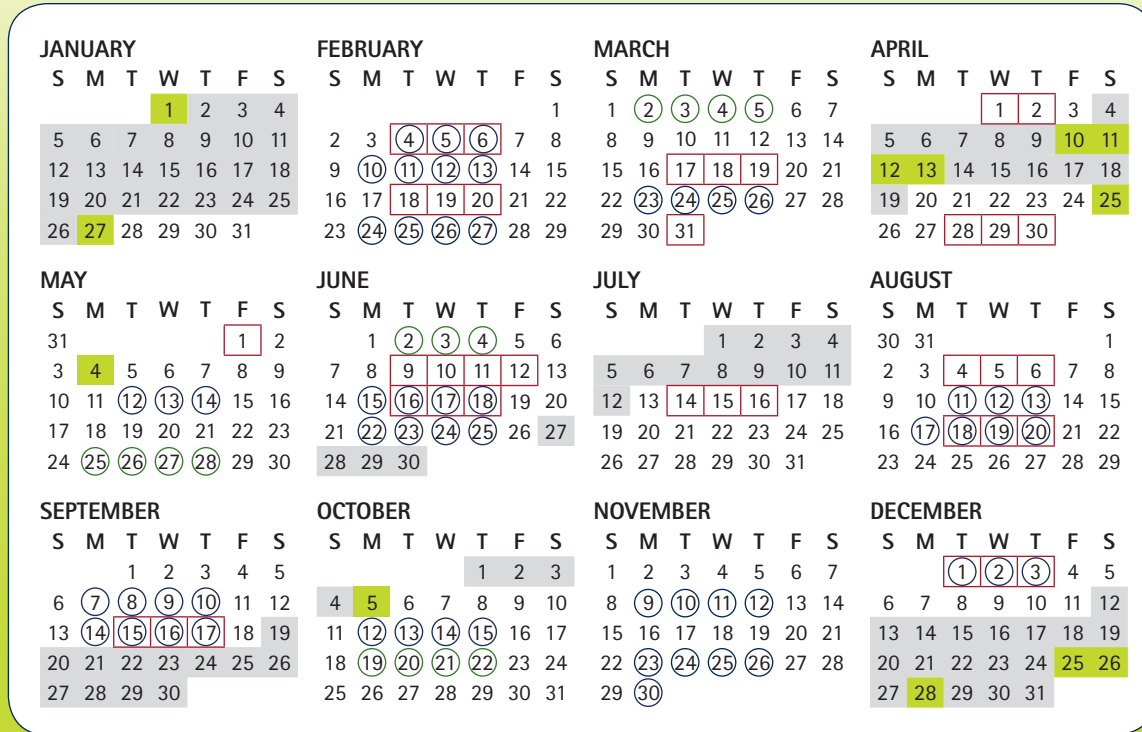 JANUARY
S M T W T F S
1 2 3 4
5 6 7 8 9 10 11
12 13 14 15 16 17 18
19 20 21 22 23 24 25
26 27 28 29 30 31
FEBRUARY
S M T W T F S
1
2 3 4 5 6 7 8
9 10 11 12 13 14 15
16 17 18 19 20 21 22
23 24 25 26 27 28 29
MARCH
S M T W T F S
1 2 3 4 5 6 7
8 9 10 11 12 13 14
15 16 17 18 19 20 21
22 23 24 25 26 27 28
29 30 31
APRIL
S M T W T F S
1 2 3 4
5 6 7 8 9 10 11
12 13 14 15 16 17 18
19 20 21 22 23 24 25
26 27 28 29 30
MAY
S M T W T F S
31 1 2
3 4 5 6 7 8 9
10 11 12 13 14 15 16
17 18 19 20 21 22 23
24 25 26 27 28 29 30
JUNE
S M T W T F S
1 2 3 4 5 6
7 8 9 10 11 12 13
14 15 16 17 18 19 20
21 22 23 24 25 26 27
28 29 30
JULY
S M T W T F S
1 2 3 4
5 6 7 8 9 10 11
12 13 14 15 16 17 18
19 20 21 22 23 24 25
26 27 28 29 30 31
AUGUST
S M T W T F S
30 31 1
2 3 4 5 6 7 8
9 10 11 12 13 14 15
16 17 18 19 20 21 22
23 24 25 26 27 28 29
SEPTEMBER
S M T W T F S
1 2 3 4 5
6 7 8 9 10 11 12
13 14 15 16 17 18 19
20 21 22 23 24 25 26
27 28 29 30
OCTOBER
S M T W T F S
1 2 3
4 5 6 7 8 9 10
11 12 13 14 15 16 17
18 19 20 21 22 23 24
25 26 27 28 29 30 31
NOVEMBER
S M T W T F S
1 2 3 4 5 6 7
8 9 10 11 12 13 14
15 16 17 18 19 20 21
22 23 24 25 26 27 28
29 30
DECEMBER
S M T W T F S
1 2 3 4 5
6 7 8 9 10 11 12
13 14 15 16 17 18 19
20 21 22 23 24 25 26
27 28 29 30 31